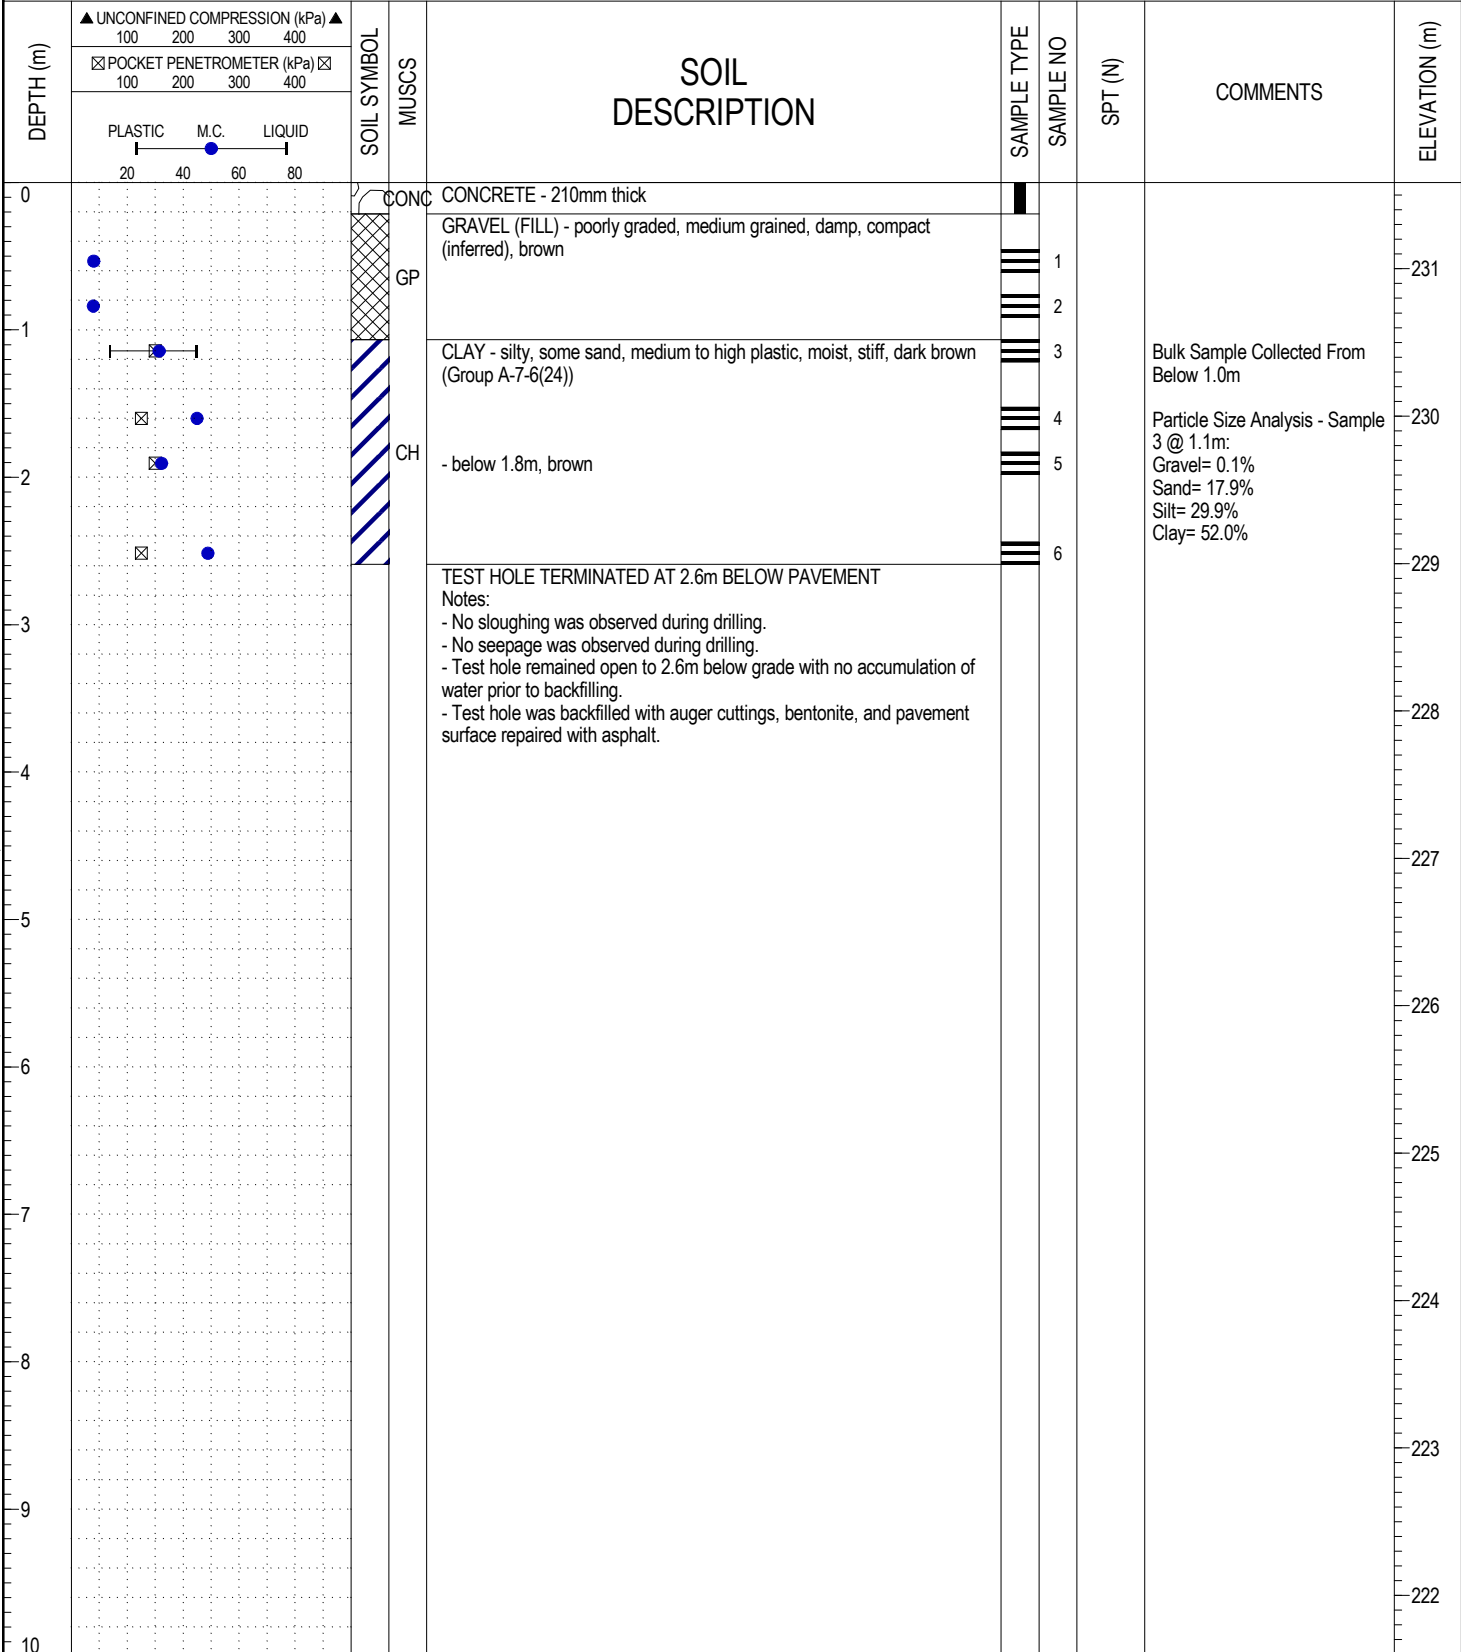 DEPTH (m)
▲ UNCONFINED COMPRESSION (kPa) ▲
100 200 300 400
☒ POCKET PENETROMETER (kPa) ☒
100 200 300 400
PLASTIC M.C. LIQUID
20 40 60 80
SOIL SYMBOL
MUSCS
SOIL
DESCRIPTION
SAMPLE TYPE
SAMPLE NO
SPT (N)
COMMENTS
ELEVATION (m)
0
CONC
CONCRETE - 210mm thick
GRAVEL (FILL) - poorly graded, medium grained, damp, compact
(inferred), brown
GP
1
231
2
1
CLAY - silty, some sand, medium to high plastic, moist, stiff, dark brown
(Group A-7-6(24))
3
Bulk Sample Collected From
Below 1.0m
4
230
Particle Size Analysis - Sample
3 @ 1.1m:
Gravel= 0.1%
Sand= 17.9%
Silt= 29.9%
Clay= 52.0%
CH
- below 1.8m, brown
5
2
6
229
TEST HOLE TERMINATED AT 2.6m BELOW PAVEMENT
Notes:
- No sloughing was observed during drilling.
- No seepage was observed during drilling.
- Test hole remained open to 2.6m below grade with no accumulation of
water prior to backfilling.
- Test hole was backfilled with auger cuttings, bentonite, and pavement
surface repaired with asphalt.
3
228
4
227
5
226
6
225
7
224
8
223
9
222
10